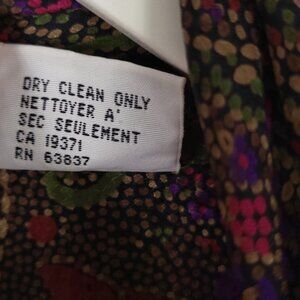 DRY CLEAN ONLY
NETTOYER A'
SEC SEULEMENT
CA 19371
RN 63837